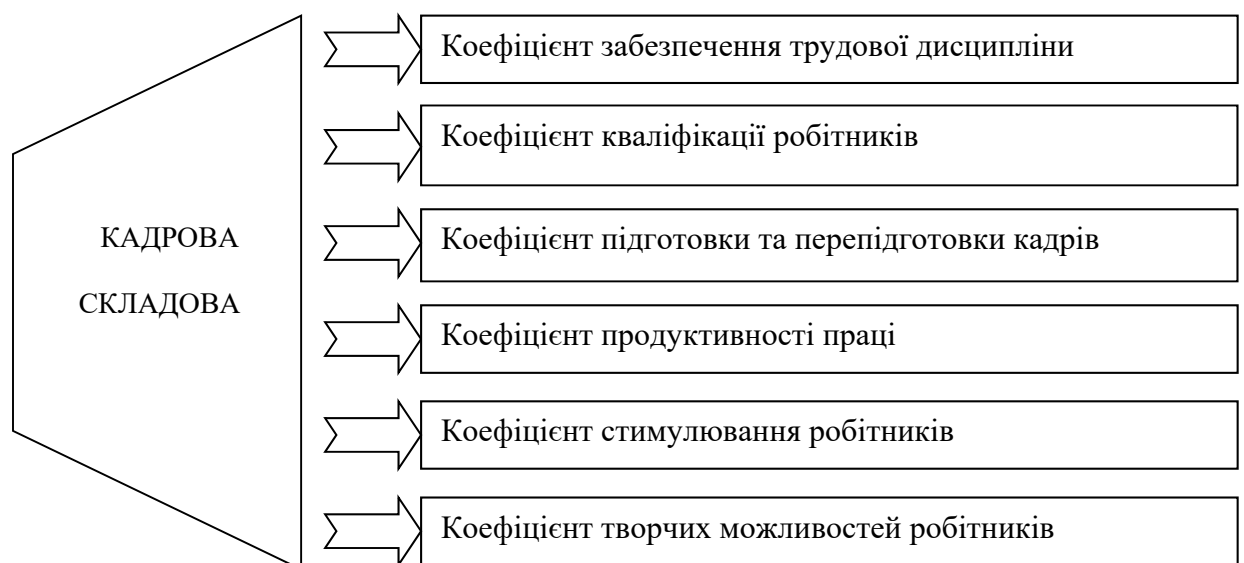 Коефіцієнт забезпечення трудової дисципліни
Коефіцієнт кваліфікації робітників
КАДРОВА
СКЛАДОВА
Коефіцієнт підготовки та перепідготовки кадрів
Коефіцієнт продуктивності праці
Коефіцієнт стимулювання робітників
Коефіцієнт творчих можливостей робітників